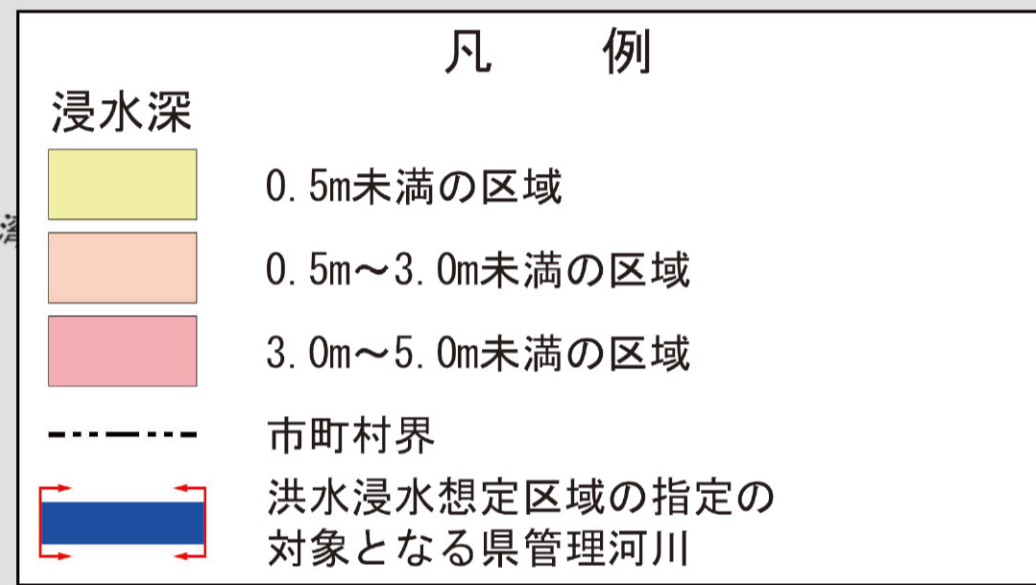 凡　　例
浸水深
0.5m未満の区域
0.5m～3.0m未満の区域
3.0m～5.0m未満の区域
市町村界
洪水浸水想定区域の指定の
対象となる県管理河川